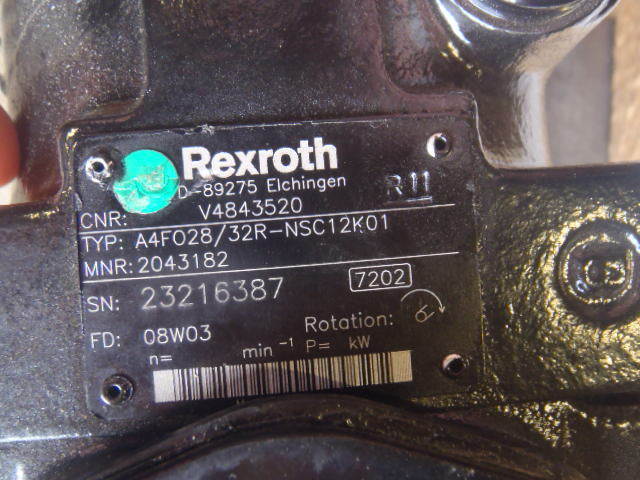 Rexroth
D-89275 Elchingen
R11
CNR: V4843520
TYP: A4FO28/32R-NSC12K01
MNR: 2043182
7202
SN: 23216387
FD: 08W03
Rotation:
n= min⁻¹ P= kW